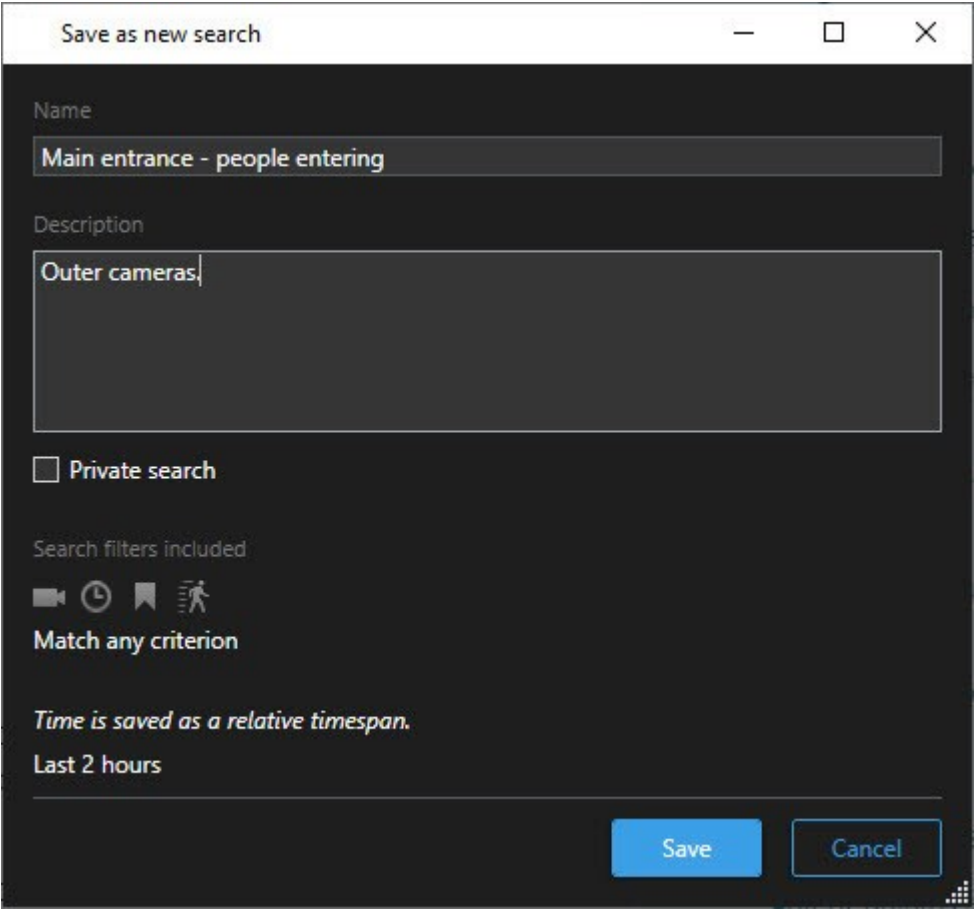 Save as new search
Name
Main entrance - people entering
Description
Outer cameras.
Private search
Search filters included
Match any criterion
Time is saved as a relative timespan.
Last 2 hours
Save
Cancel